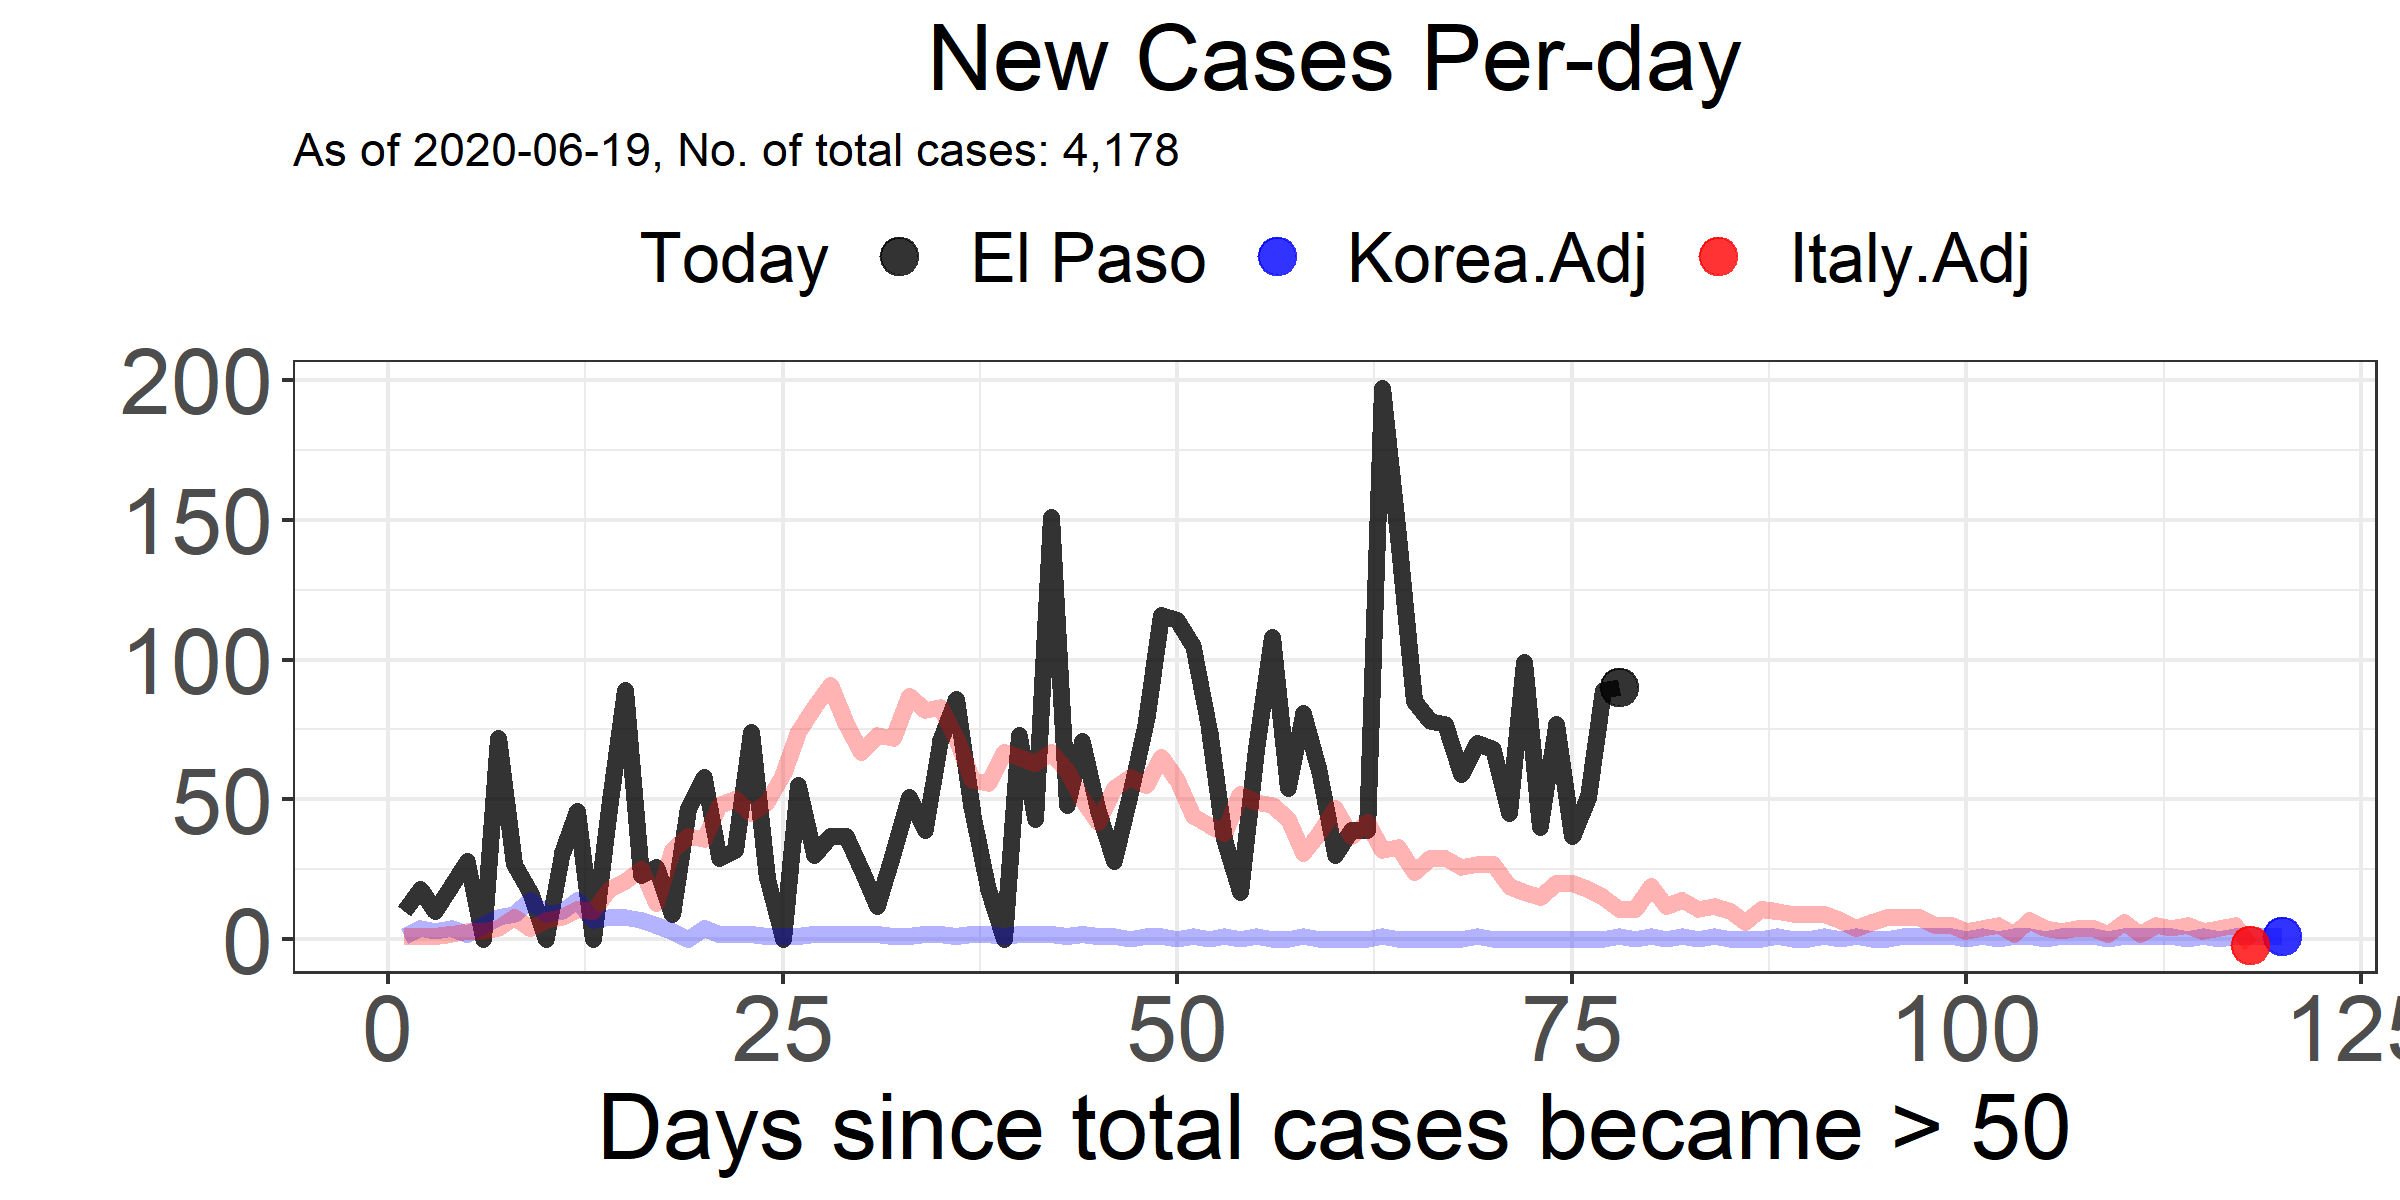 New Cases Per-day
As of 2020-06-19, No. of total cases: 4,178
Today El Paso Korea.Adj Italy.Adj
200
150
100
50
0
0 25 50 75 100 125
Days since total cases became > 50